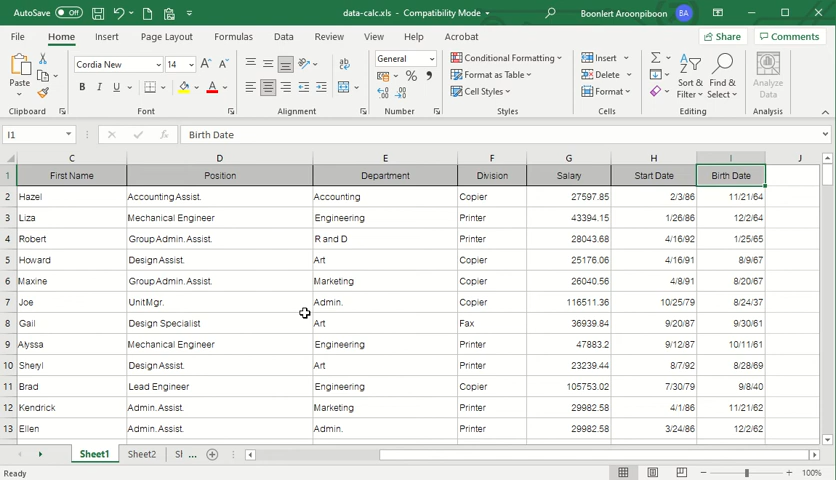 AutoSave Off data-calc.xls - Compatibility Mode Boonlert Aroonpiboon BA
File Home Insert Page Layout Formulas Data Review View Help Acrobat Share Comments
Paste Cordia New 14 A A General Conditional Formatting Insert Sort & Find & Analyze
B I U A % Format as Table Delete Filter Select Data
Cell Styles Format
Clipboard Font Alignment Number Styles Cells Editing Analysis
I1 fx Birth Date
C D E F G H I J
1 First Name Position Department Division Salary Start Date Birth Date
2 Hazel Accounting Assist. Accounting Copier 27597.85 2/3/86 11/21/64
3 Liza Mechanical Engineer Engineering Printer 43394.15 1/26/86 12/2/64
4 Robert Group Admin. Assist. R and D Printer 28043.68 4/16/92 1/25/65
5 Howard Design Assist. Art Copier 25176.06 4/16/91 8/9/67
6 Maxine Group Admin. Assist. Marketing Copier 26040.56 4/8/91 8/20/67
7 Joe Unit Mgr. Admin. Copier 116511.36 10/25/79 8/24/37
8 Gail Design Specialist Art Fax 36939.84 9/20/87 9/30/61
9 Alyssa Mechanical Engineer Engineering Printer 47883.2 9/12/87 10/11/61
10 Sheryl Design Assist. Art Printer 23239.44 8/7/92 8/28/69
11 Brad Lead Engineer Engineering Copier 105753.02 7/30/79 9/8/40
12 Kendrick Admin. Assist. Marketing Printer 29982.58 4/1/86 11/21/62
13 Ellen Admin. Assist. Admin. Printer 29982.58 3/24/86 12/2/62
Sheet1 Sheet2 Sl ...
Ready 100%